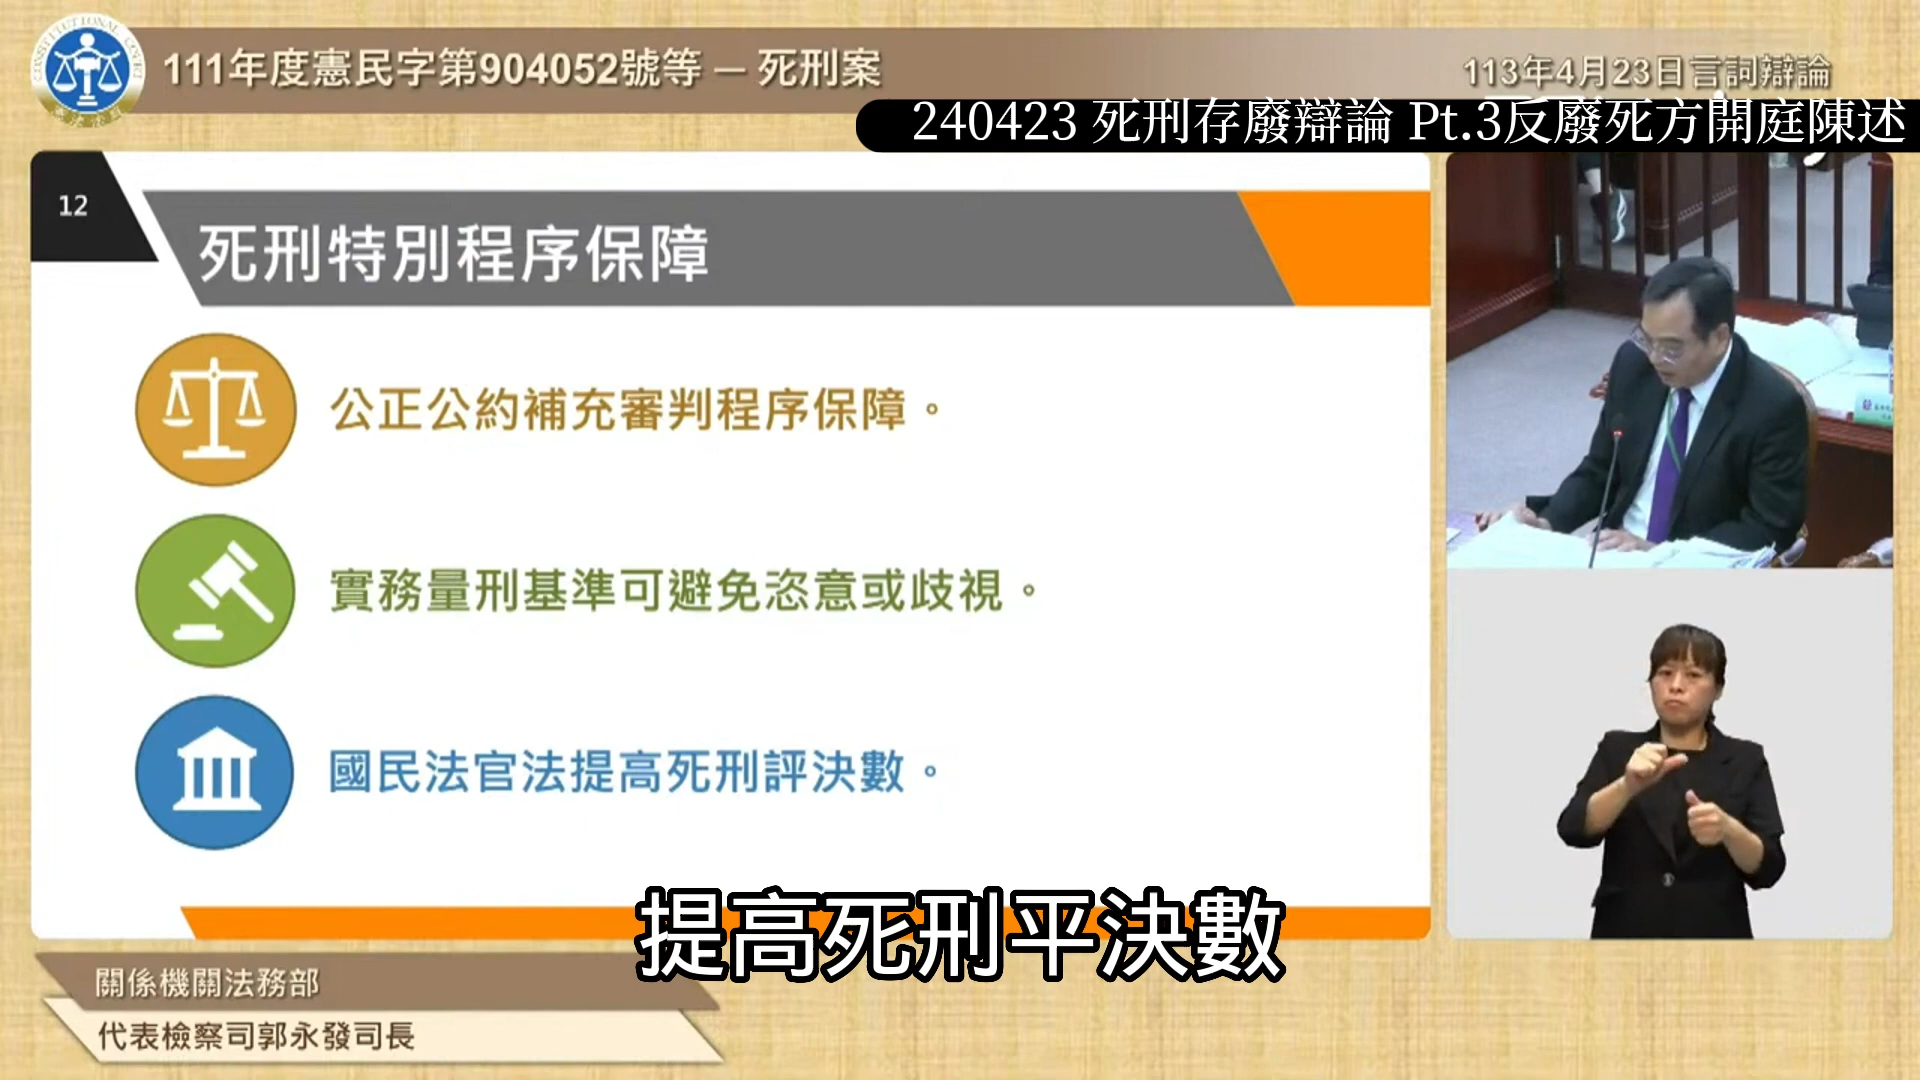 111年度憲民字第904052號等 — 死刑案
113年4月23日言詞辯論
240423 死刑存廢辯論 Pt.3反廢死方開庭陳述
12
死刑特別程序保障
公正公約補充審判程序保障。
實務量刑基準可避免恣意或歧視。
國民法官法提高死刑評決數。
提高死刑平決數
關係機關法務部
代表檢察司郭永發司長